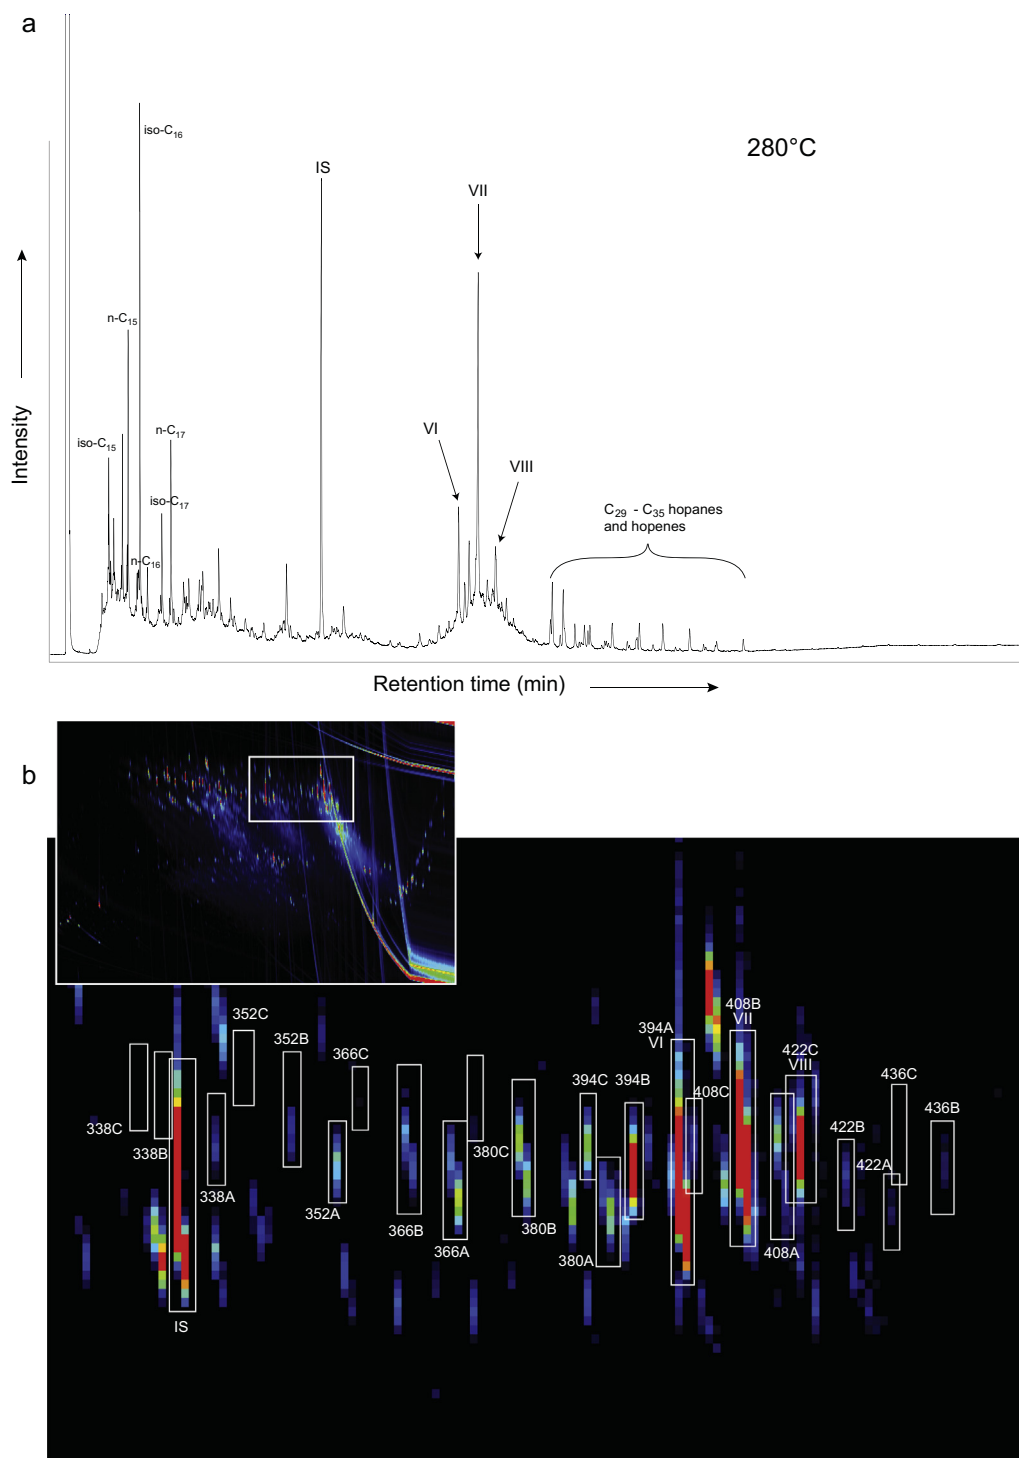 a
iso-C16
280°C
IS
VII
n-C15
VI
n-C17
iso-C15
VIII
iso-C17
C29 - C35 hopanes
and hopenes
n-C16
Intensity
Retention time (min)
b
352C
408B
VII
394A
VI
352B
366C
422C
VIII
394C
394B
408C
436C
338C
380C
436B
338B
422B
422A
338A
352A
366B
380B
366A
380A
408A
IS